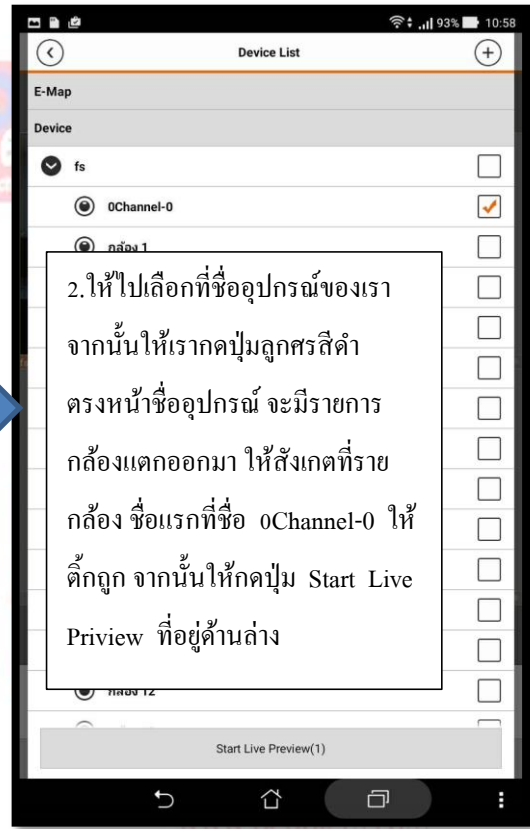 93% 10:58
Device List
E-Map
Device
fs
0Channel-0
กล้อง 1
2.ให้ไปเลือกที่ชื่ออุปกรณ์ของเรา
จากนั้นให้เรากดปุ่มลูกศรสีดำ
ตรงหน้าชื่ออุปกรณ์ จะมีรายการ
กล้องแตกออกมา ให้สังเกตที่ราย
กล้อง ชื่อแรกที่ชื่อ 0Channel-0 ให้
ติ้กถูก จากนั้นให้กดปุ่ม Start Live
Priview ที่อยู่ด้านล่าง
กล้อง 12
Start Live Preview(1)